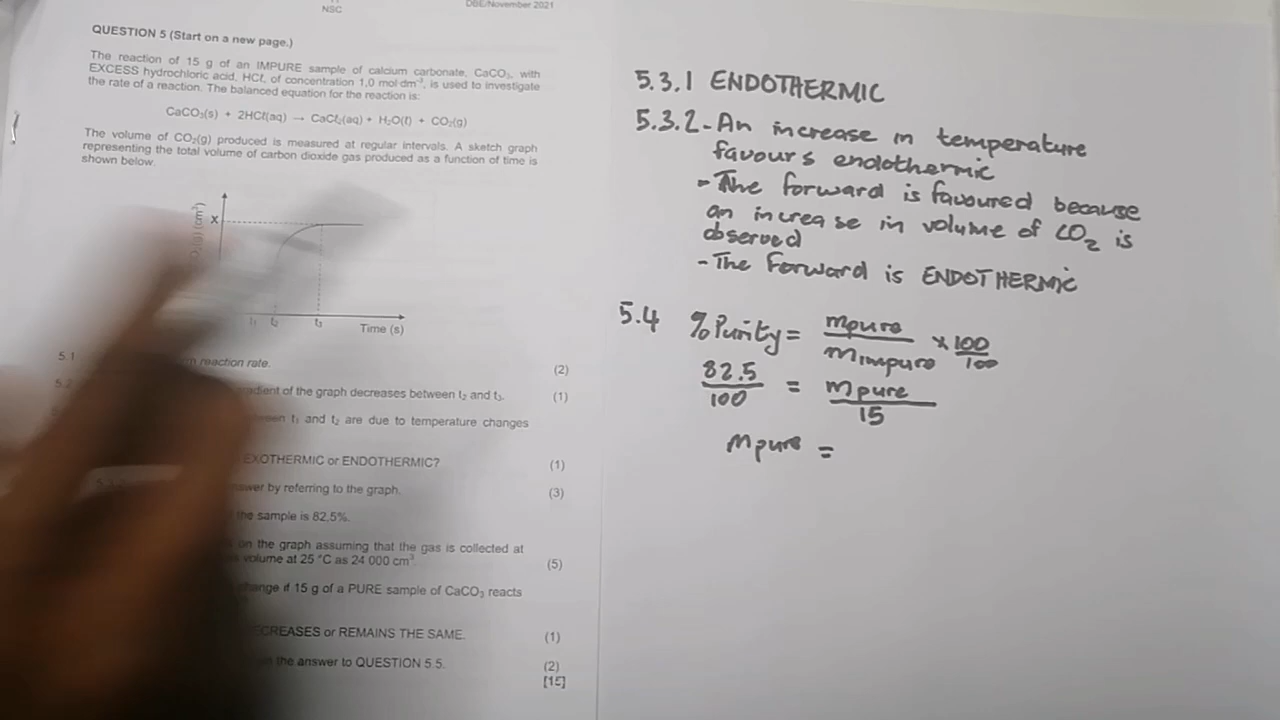 NSC
DBE/November 2021
QUESTION 5 (Start on a new page.)
The reaction of 15 g of an IMPURE sample of calcium carbonate, CaCO₃, with
EXCESS hydrochloric acid, HCℓ, of concentration 1,0 mol·dm⁻³, is used to investigate
the rate of a reaction. The balanced equation for the reaction is:
CaCO₃(s) + 2HCℓ(aq) → CaCℓ₂(aq) + H₂O(ℓ) + CO₂(g)
The volume of CO₂(g) produced is measured at regular intervals. A sketch graph
representing the total volume of carbon dioxide gas produced as a function of time is
shown below.
X
(g) (cm³)
t₁ t₂ t₃ Time (s)
5.1 reaction rate. (2)
5.2 gradient of the graph decreases between t₂ and t₃. (1)
t₁ and t₂ are due to temperature changes
EXOTHERMIC or ENDOTHERMIC? (1)
by referring to the graph. (3)
the sample is 82,5%.
on the graph assuming that the gas is collected at
volume at 25 °C as 24 000 cm³. (5)
if 15 g of a PURE sample of CaCO₃ reacts
or REMAINS THE SAME. (1)
the answer to QUESTION 5.5. (2)
[15]
5.3.1 ENDOTHERMIC
5.3.2 - An increase in temperature
favours endothermic
- The forward is favoured because
an increase in volume of CO₂ is
observed
- The forward is ENDOTHERMIC
5.4 % Purity = mpure / mimpure × 100/100
82.5/100 = mpure/15
mpure =